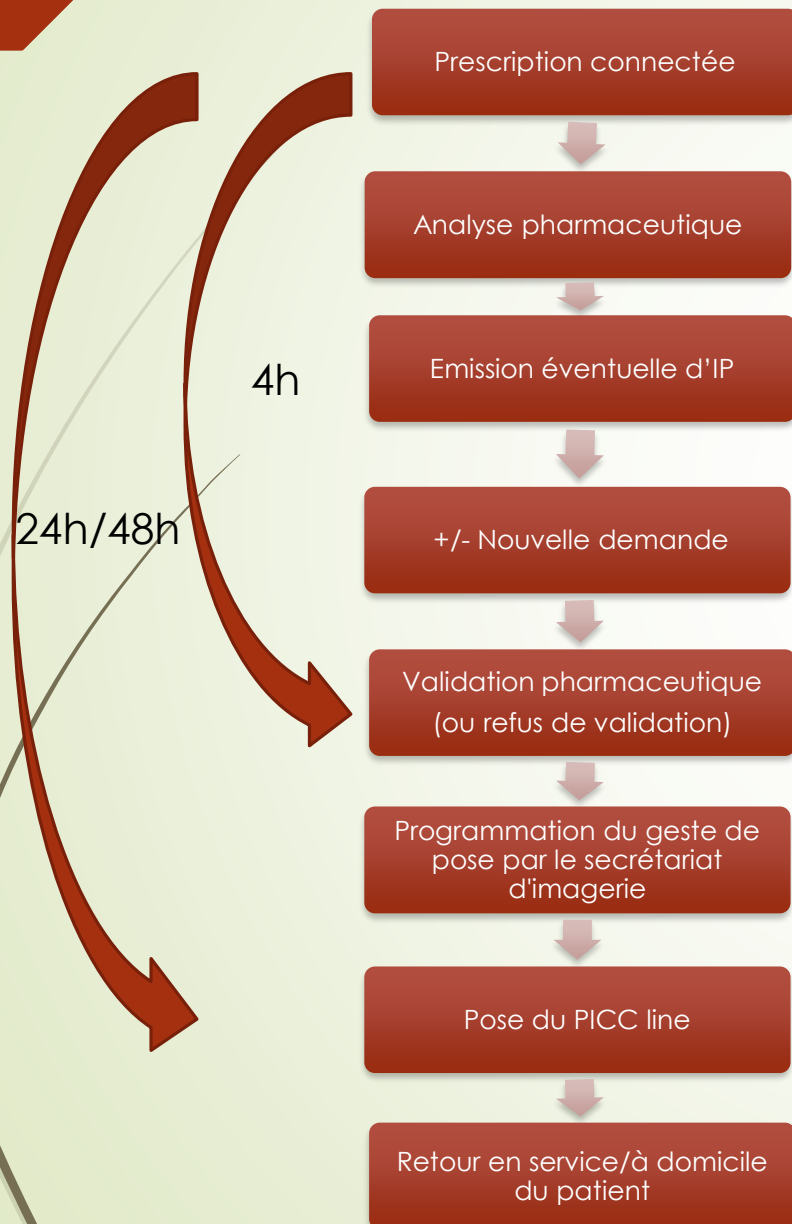 Prescription connectée
Analyse pharmaceutique
Emission éventuelle d'IP
4h
+/- Nouvelle demande
24h/48h
Validation pharmaceutique
(ou refus de validation)
Programmation du geste de
pose par le secrétariat
d'imagerie
Pose du PICC line
Retour en service/à domicile
du patient